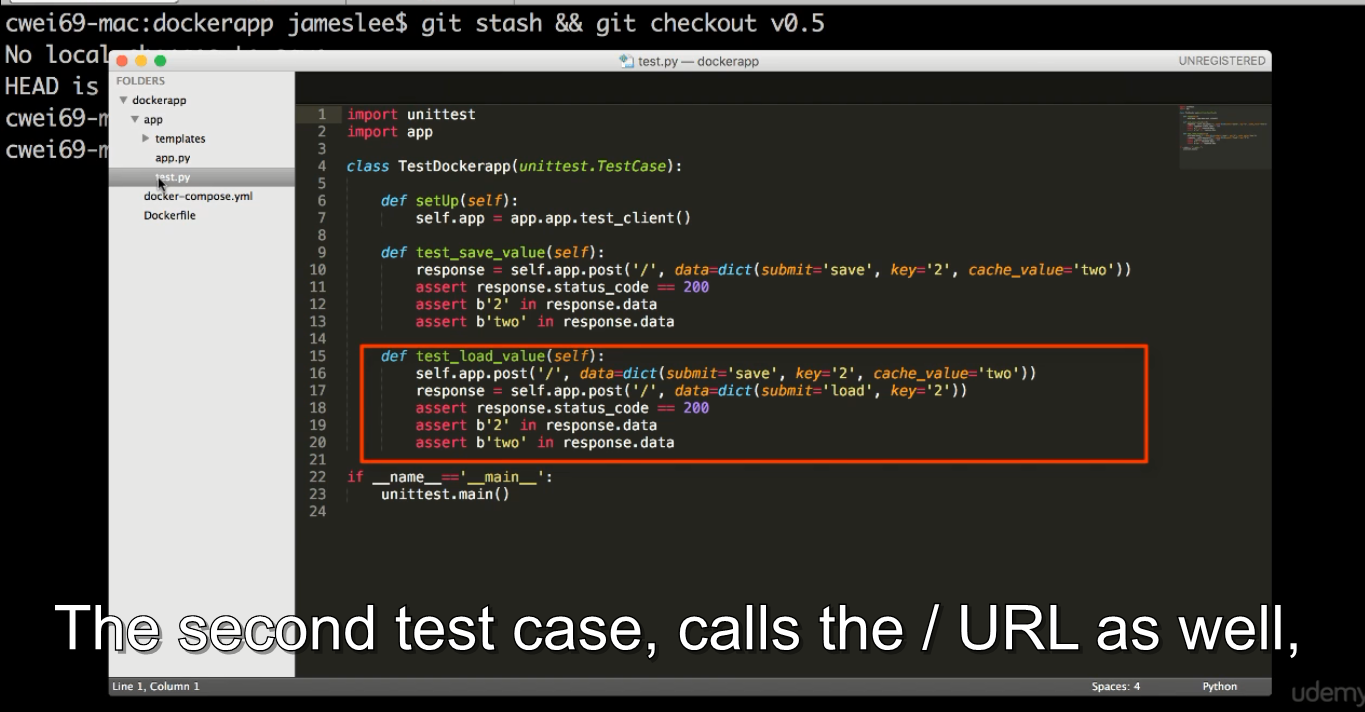 cwei69-mac:dockerapp jameslee$ git stash && git checkout v0.5
No local
HEAD is
cwei69-m
cwei69-m
test.py — dockerapp
UNREGISTERED
FOLDERS
dockerapp
app
templates
app.py
test.py
docker-compose.yml
Dockerfile
1 import unittest
2 import app
3
4 class TestDockerapp(unittest.TestCase):
5
6 def setUp(self):
7 self.app = app.app.test_client()
8
9 def test_save_value(self):
10 response = self.app.post('/', data=dict(submit='save', key='2', cache_value='two'))
11 assert response.status_code == 200
12 assert b'2' in response.data
13 assert b'two' in response.data
14
15 def test_load_value(self):
16 self.app.post('/', data=dict(submit='save', key='2', cache_value='two'))
17 response = self.app.post('/', data=dict(submit='load', key='2'))
18 assert response.status_code == 200
19 assert b'2' in response.data
20 assert b'two' in response.data
21
22 if __name__=='__main__':
23 unittest.main()
24
The second test case, calls the / URL as well,
Line 1, Column 1
Spaces: 4
Python
udemy